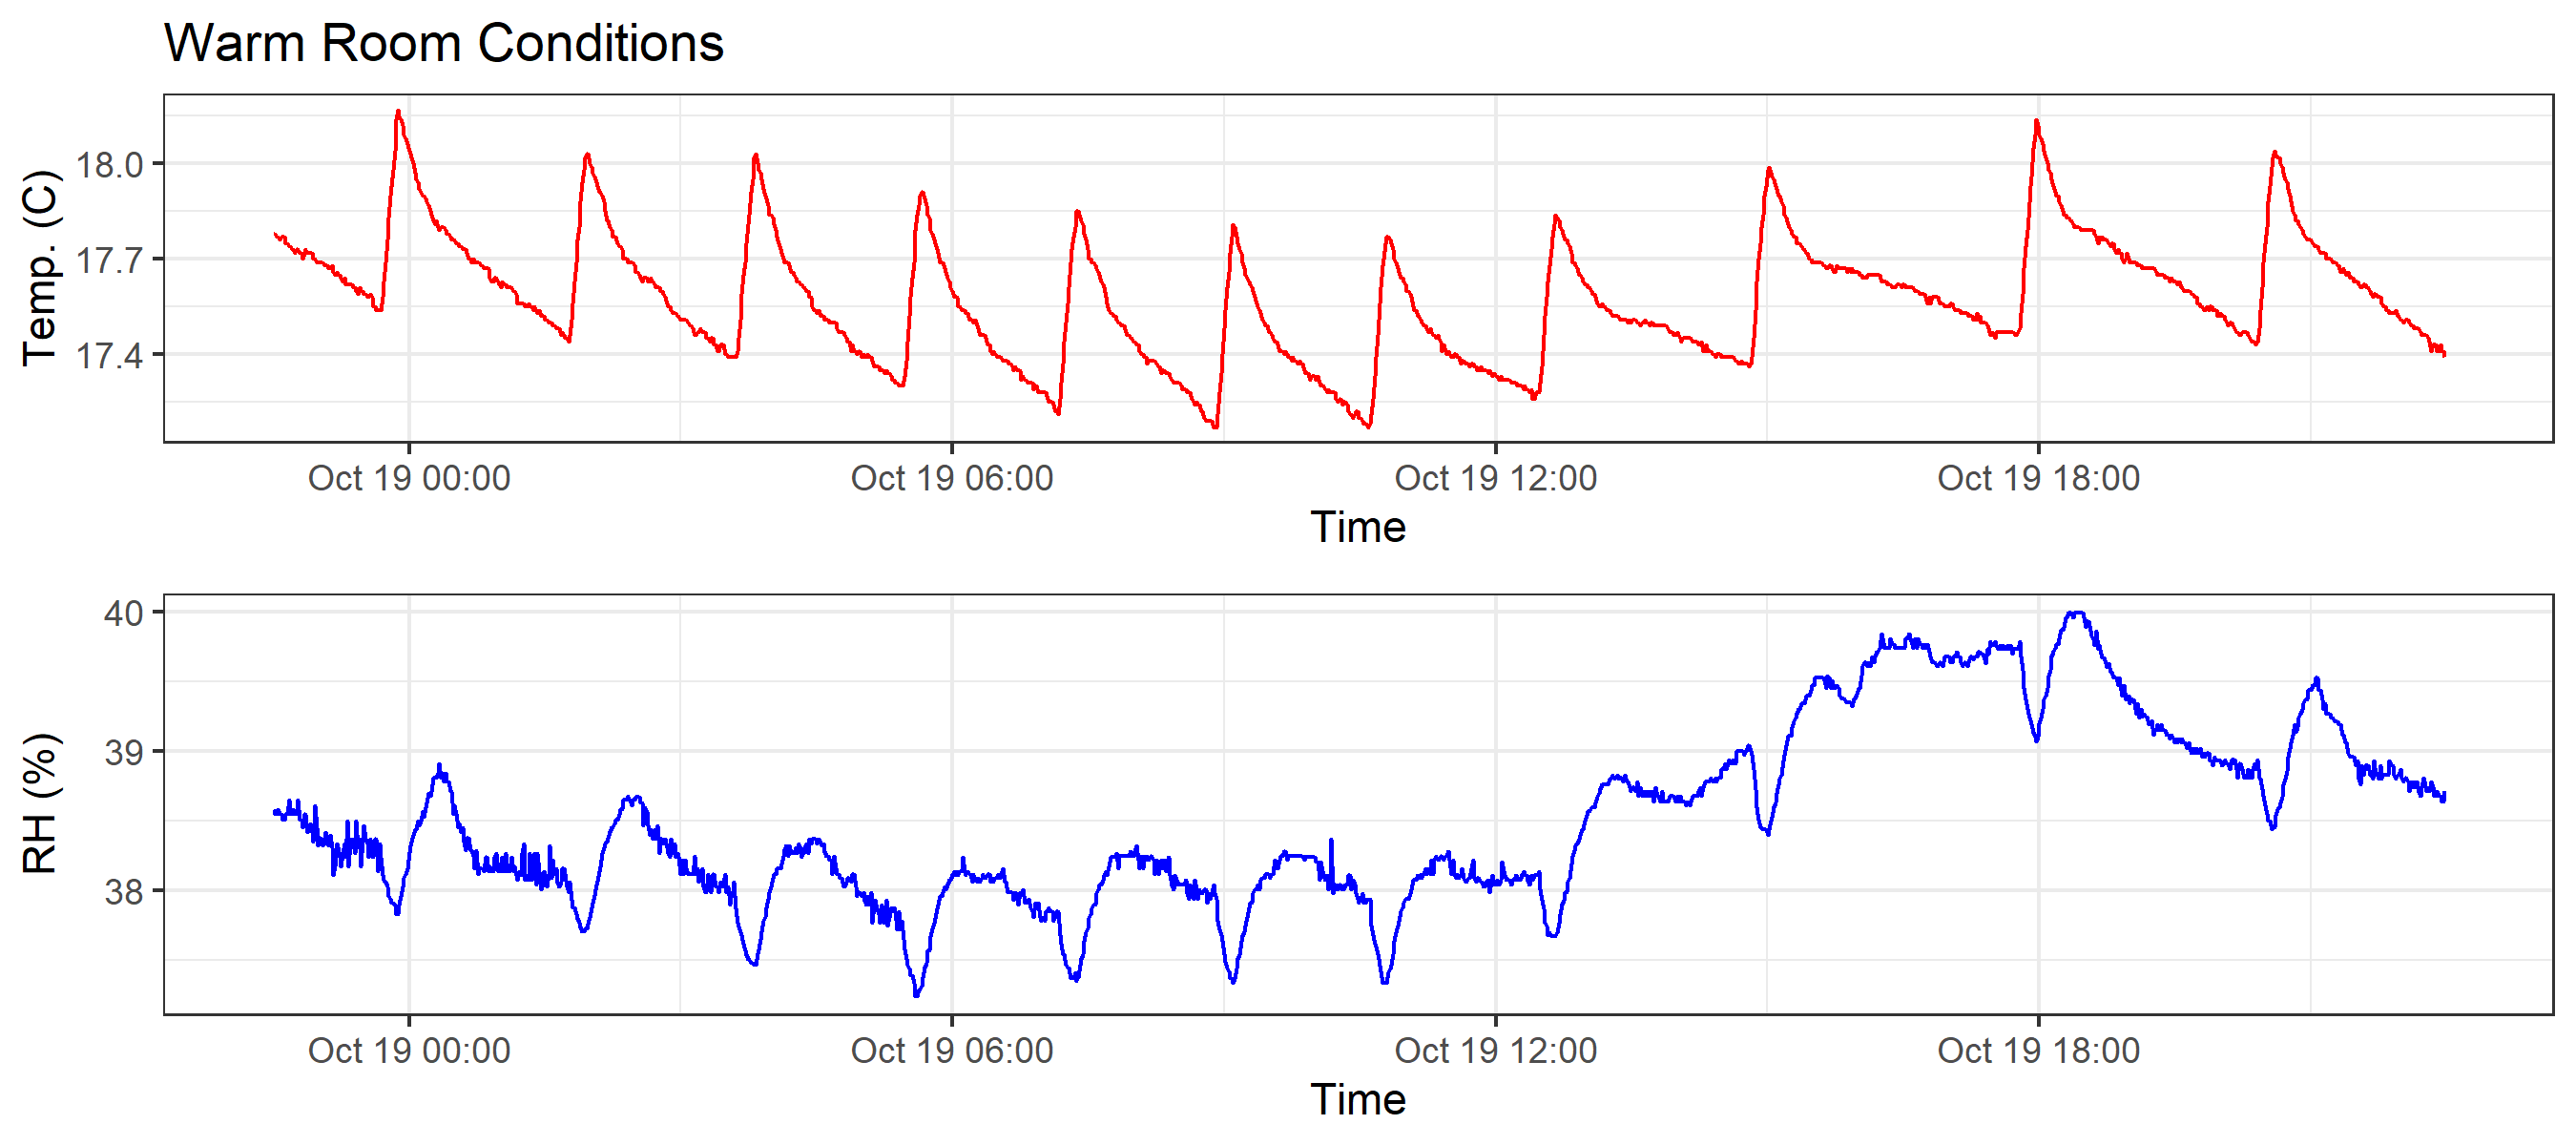 Warm Room Conditions
Temp. (C)
18.0
17.7
17.4
Oct 19 00:00 Oct 19 06:00 Oct 19 12:00 Oct 19 18:00
Time
RH (%)
40
39
38
Oct 19 00:00 Oct 19 06:00 Oct 19 12:00 Oct 19 18:00
Time